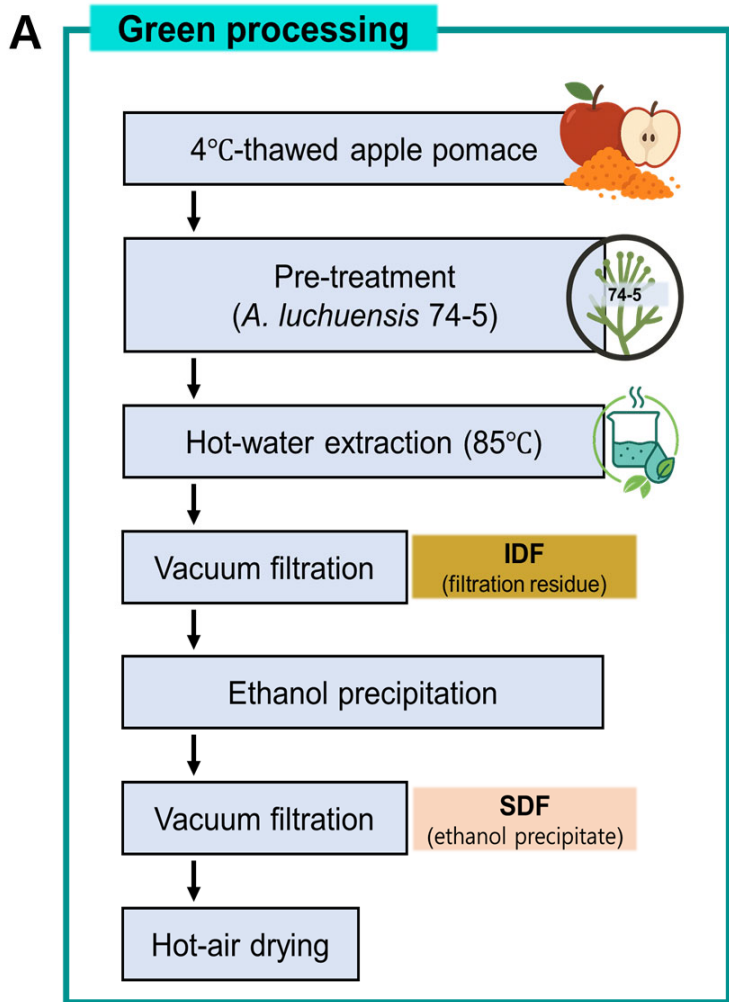 A
Green processing
4℃-thawed apple pomace
Pre-treatment
(A. luchuensis 74-5)
74-5
Hot-water extraction (85℃)
Vacuum filtration
IDF
(filtration residue)
Ethanol precipitation
Vacuum filtration
SDF
(ethanol precipitate)
Hot-air drying